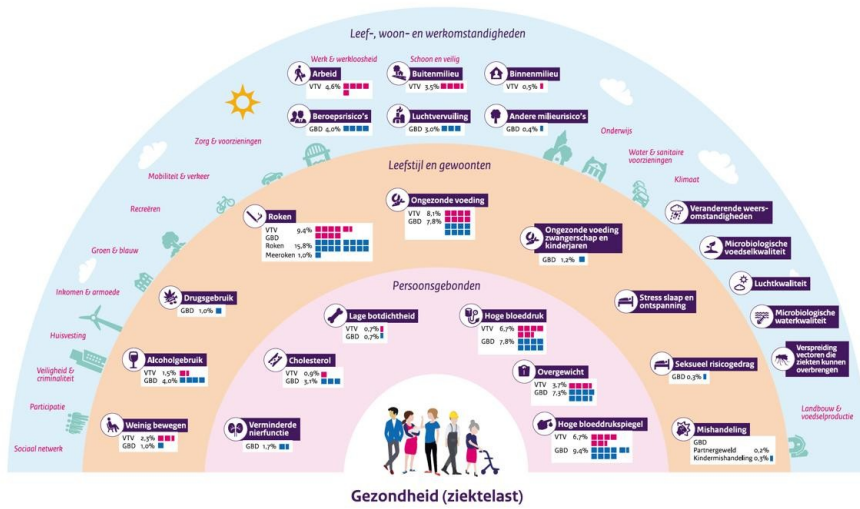 Leef-, woon- en werkomstandigheden
Werk & werkloosheid
Schoon en veilig
Arbeid
VTV 4,6%
Buitenmilieu
VTV 3,5%
Binnenmilieu
VTV 0,5%
Beroepsrisico's
GBD 4,0%
Luchtvervuiling
GBD 3,0%
Andere milieurisico's
GBD 0,4%
Zorg & voorzieningen
Mobiliteit & verkeer
Recreëren
Groen & blauw
Inkomen & armoede
Huisvesting
Veiligheid &
criminaliteit
Participatie
Sociaal netwerk
Onderwijs
Water & sanitaire
voorzieningen
Klimaat
Veranderende weers-
omstandigheden
Microbiologische
voedselkwaliteit
Luchtkwaliteit
Microbiologische
waterkwaliteit
Verspreiding
vectoren die
ziekten kunnen
overbrengen
Landbouw &
voedselproductie
Leefstijl en gewoonten
Roken
VTV 9,4%
GBD
Roken 15,8%
Meeroken 1,0%
Ongezonde voeding
VTV 8,1%
GBD 7,8%
Ongezonde voeding
zwangerschap en
kinderjaren
GBD 1,2%
Drugsgebruik
GBD 1,0%
Stress slaap en
ontspanning
Alcoholgebruik
VTV 1,5%
GBD 4,0%
Seksueel risicogedrag
GBD 0,3%
Weinig bewegen
VTV 2,3%
GBD 1,0%
Mishandeling
GBD
Partnergeweld 0,2%
Kindermishandeling 0,3%
Persoonsgebonden
Lage botdichtheid
VTV 0,7%
GBD 0,7%
Hoge bloeddruk
VTV 6,7%
GBD 7,8%
Cholesterol
VTV 0,9%
GBD 3,1%
Overgewicht
VTV 3,7%
GBD 7,3%
Verminderde
nierfunctie
GBD 1,7%
Hoge bloeddrukspiegel
VTV 6,7%
GBD 9,4%
Gezondheid (ziektelast)